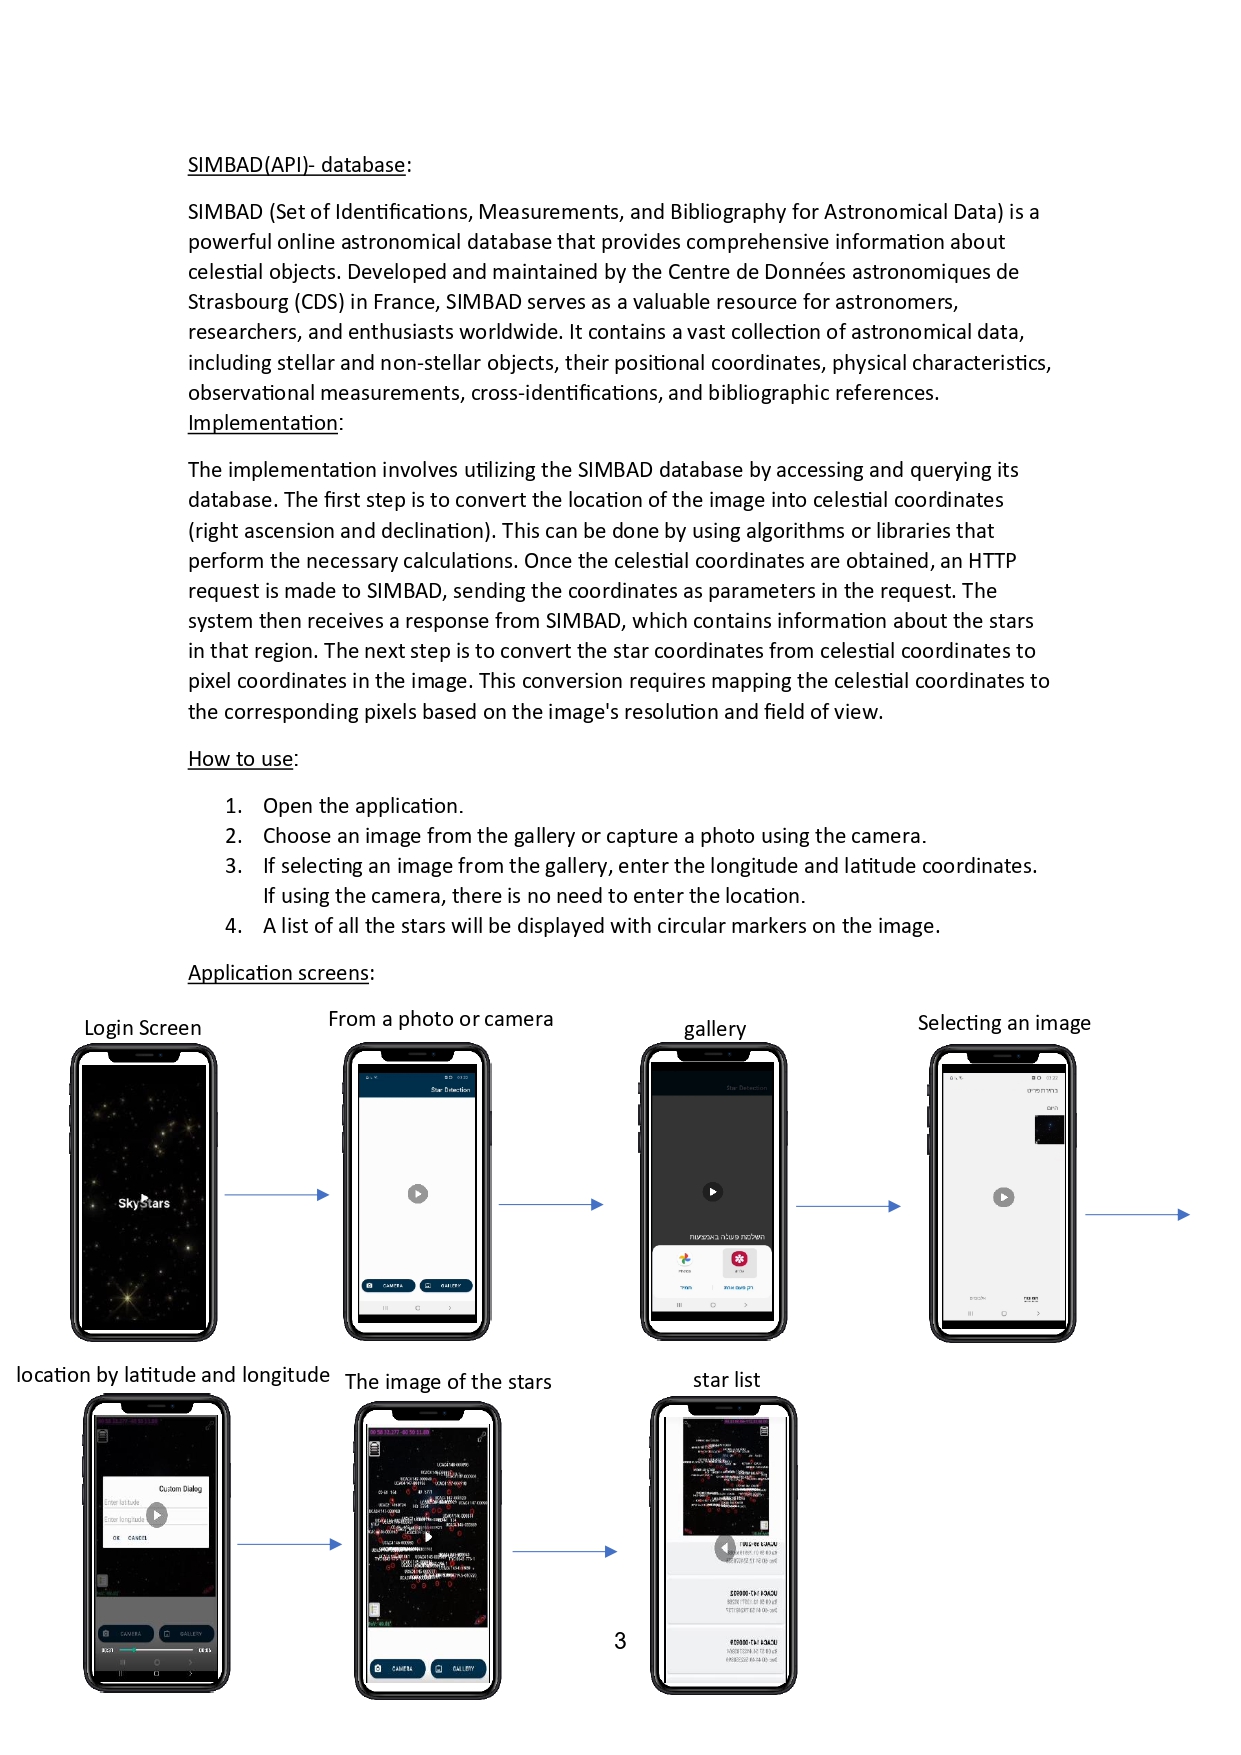 SIMBAD(API)- database:
SIMBAD (Set of Identifications, Measurements, and Bibliography for Astronomical Data) is a
powerful online astronomical database that provides comprehensive information about
celestial objects. Developed and maintained by the Centre de Données astronomiques de
Strasbourg (CDS) in France, SIMBAD serves as a valuable resource for astronomers,
researchers, and enthusiasts worldwide. It contains a vast collection of astronomical data,
including stellar and non-stellar objects, their positional coordinates, physical characteristics,
observational measurements, cross-identifications, and bibliographic references.
Implementation:
The implementation involves utilizing the SIMBAD database by accessing and querying its
database. The first step is to convert the location of the image into celestial coordinates
(right ascension and declination). This can be done by using algorithms or libraries that
perform the necessary calculations. Once the celestial coordinates are obtained, an HTTP
request is made to SIMBAD, sending the coordinates as parameters in the request. The
system then receives a response from SIMBAD, which contains information about the stars
in that region. The next step is to convert the star coordinates from celestial coordinates to
pixel coordinates in the image. This conversion requires mapping the celestial coordinates to
the corresponding pixels based on the image's resolution and field of view.
How to use:
1. Open the application.
2. Choose an image from the gallery or capture a photo using the camera.
3. If selecting an image from the gallery, enter the longitude and latitude coordinates.
If using the camera, there is no need to enter the location.
4. A list of all the stars will be displayed with circular markers on the image.
Application screens:
Login Screen
From a photo or camera
gallery
Selecting an image
SkyStars
Star Detection
CAMERA
GALLERY
Star Detection
השלמת פעולה באמצעות
רק פעם אחת
תמיד
בחירת פריט
היום
location by latitude and longitude
The image of the stars
star list
Custom Dialog
Enter latitude
Enter longitude
OK CANCEL
CAMERA
GALLERY
CAMERA
GALLERY
3